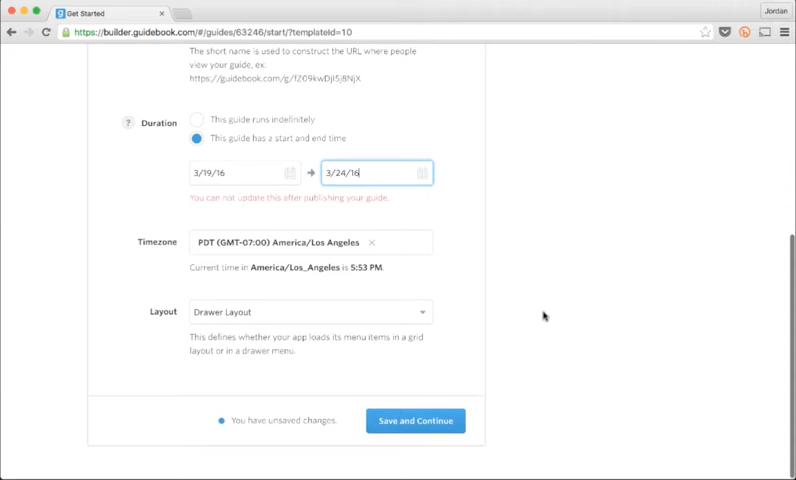 Get Started
Jordan
https://builder.guidebook.com/#/guides/63246/start/?templateId=10
The short name is used to construct the URL where people
view your guide, ex:
https://guidebook.com/g/fZ09kwDjI5j8NjX
? Duration
This guide runs indefinitely
This guide has a start and end time
3/19/16
3/24/16
You can not update this after publishing your guide.
Timezone
PDT (GMT-07:00) America/Los Angeles
Current time in America/Los_Angeles is 5:53 PM.
Layout
Drawer Layout
This defines whether your app loads its menu items in a grid
layout or in a drawer menu.
You have unsaved changes.
Save and Continue